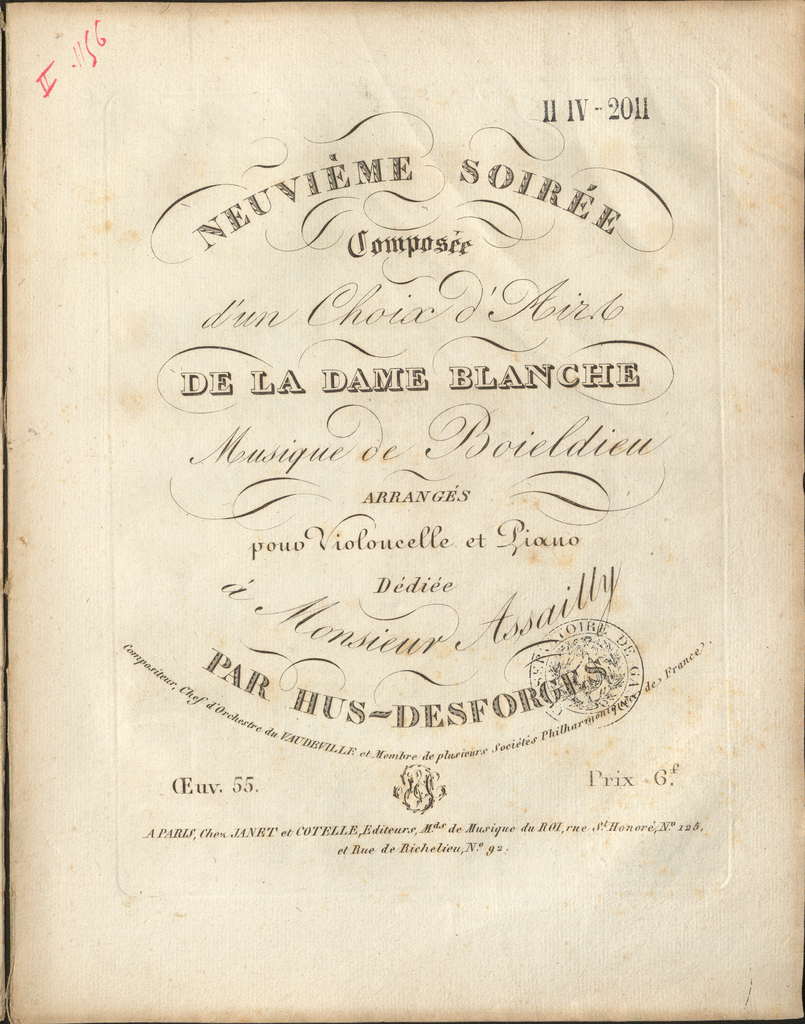 II .1156
II IV - 2011
NEUVIÈME SOIRÉE
Composée
d'un Choix d'Airs
DE LA DAME BLANCHE
Musique de Boieldieu
ARRANGÉS
pour Violoncelle et Piano
Dédiée
à Monsieur Assailly
PAR HUS-DESFORGES
Compositeur, Chef d'Orchestre du VAUDEVILLE et Membre de plusieurs Sociétés Philharmoniques de France.
Œuv. 55.
Prix 6.f
A PARIS, Chez JANET et COTELLE, Editeurs, Mds de Musique du ROI, rue St Honoré, No 125,
et Rue de Richelieu, No 92.